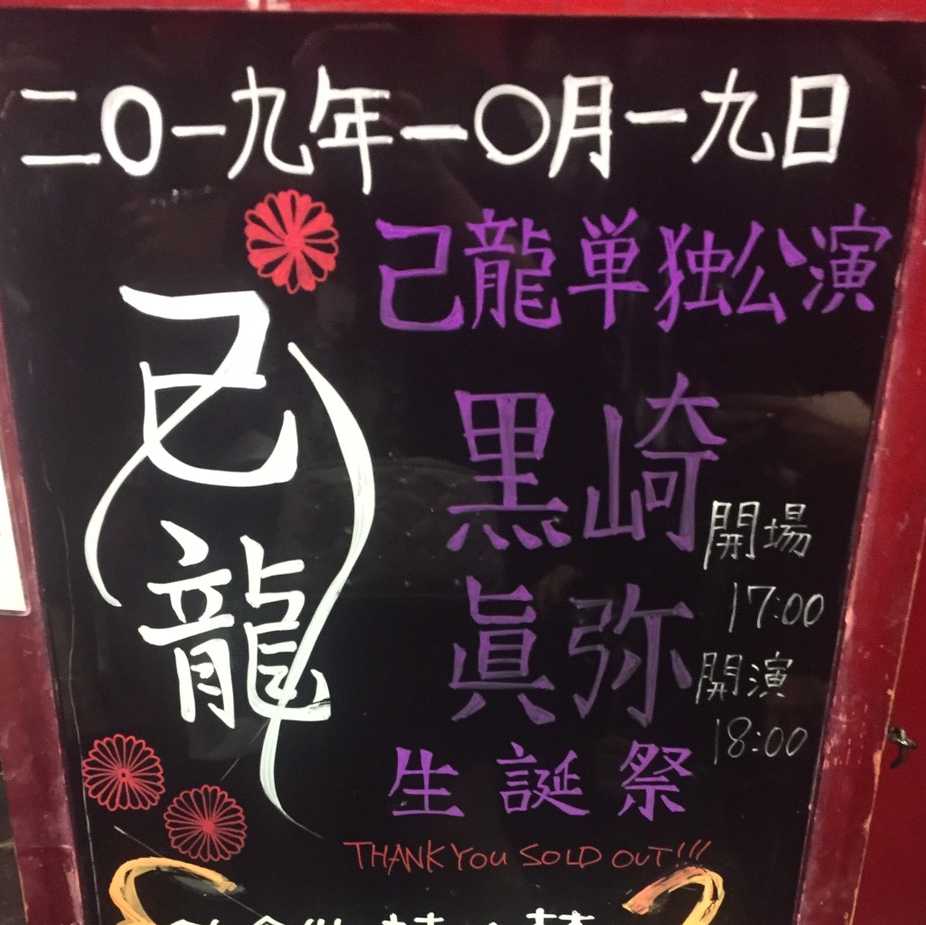 二〇一九年一〇月一九日
己龍単独公演
己龍
黒崎
眞弥
生誕祭
開場
17:00
開演
18:00
THANK YOU SOLD OUT!!!